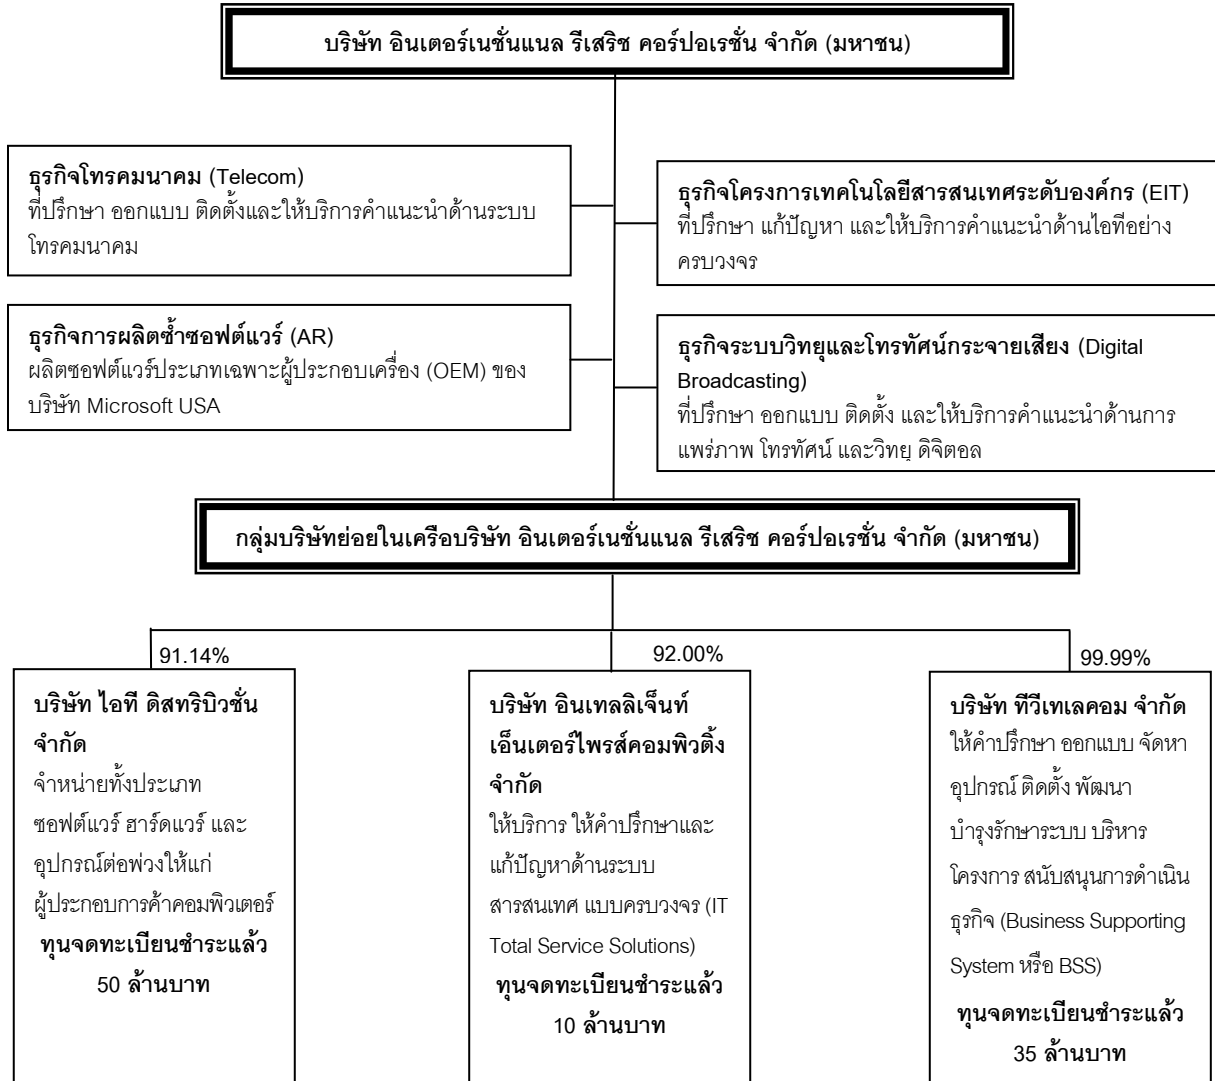 บริษัท อินเตอร์เนชั่นแนล รีเสริช คอร์ปอเรชั่น จำกัด (มหาชน)
ธุรกิจโทรคมนาคม (Telecom)
ที่ปรึกษา ออกแบบ ติดตั้งและให้บริการคำแนะนำด้านระบบ
โทรคมนาคม
ธุรกิจโครงการเทคโนโลยีสารสนเทศระดับองค์กร (EIT)
ที่ปรึกษา แก้ปัญหา และให้บริการคำแนะนำด้านไอทีอย่าง
ครบวงจร
ธุรกิจการผลิตซ้ำซอฟต์แวร์ (AR)
ผลิตซอฟต์แวร์ประเภทเฉพาะผู้ประกอบเครื่อง (OEM) ของ
บริษัท Microsoft USA
ธุรกิจระบบวิทยุและโทรทัศน์กระจายเสียง (Digital
Broadcasting)
ที่ปรึกษา ออกแบบ ติดตั้ง และให้บริการคำแนะนำด้านการ
แพร่ภาพ โทรทัศน์ และวิทยุ ดิจิตอล
กลุ่มบริษัทย่อยในเครือบริษัท อินเตอร์เนชั่นแนล รีเสริช คอร์ปอเรชั่น จำกัด (มหาชน)
91.14%
บริษัท ไอที ดิสทริบิวชั่น
จำกัด
จำหน่ายทั้งประเภท
ซอฟต์แวร์ ฮาร์ดแวร์ และ
อุปกรณ์ต่อพ่วงให้แก่
ผู้ประกอบการค้าคอมพิวเตอร์
ทุนจดทะเบียนชำระแล้ว
50 ล้านบาท
92.00%
บริษัท อินเทลลิเจ็นท์
เอ็นเตอร์ไพรส์คอมพิวติ้ง
จำกัด
ให้บริการ ให้คำปรึกษาและ
แก้ปัญหาด้านระบบ
สารสนเทศ แบบครบวงจร (IT
Total Service Solutions)
ทุนจดทะเบียนชำระแล้ว
10 ล้านบาท
99.99%
บริษัท ทีวีเทเลคอม จำกัด
ให้คำปรึกษา ออกแบบ จัดหา
อุปกรณ์ ติดตั้ง พัฒนา
บำรุงรักษาระบบ บริหาร
โครงการ สนับสนุนการดำเนิน
ธุรกิจ (Business Supporting
System หรือ BSS)
ทุนจดทะเบียนชำระแล้ว
35 ล้านบาท